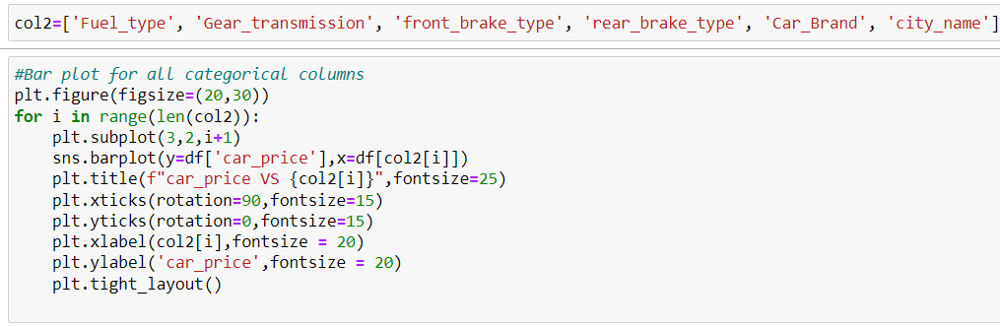 col2=['Fuel_type', 'Gear_transmission', 'front_brake_type', 'rear_brake_type', 'Car_Brand', 'city_name']
#Bar plot for all categorical columns
plt.figure(figsize=(20,30))
for i in range(len(col2)):
    plt.subplot(3,2,i+1)
    sns.barplot(y=df['car_price'],x=df[col2[i]])
    plt.title(f"car_price VS {col2[i]}",fontsize=25)
    plt.xticks(rotation=90,fontsize=15)
    plt.yticks(rotation=0,fontsize=15)
    plt.xlabel(col2[i],fontsize = 20)
    plt.ylabel('car_price',fontsize = 20)
    plt.tight_layout()